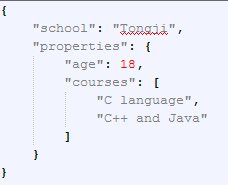 {
    "school": "Tongji",
    "properties": {
        "age": 18,
        "courses": [
            "C language",
            "C++ and Java"
        ]
    }
}